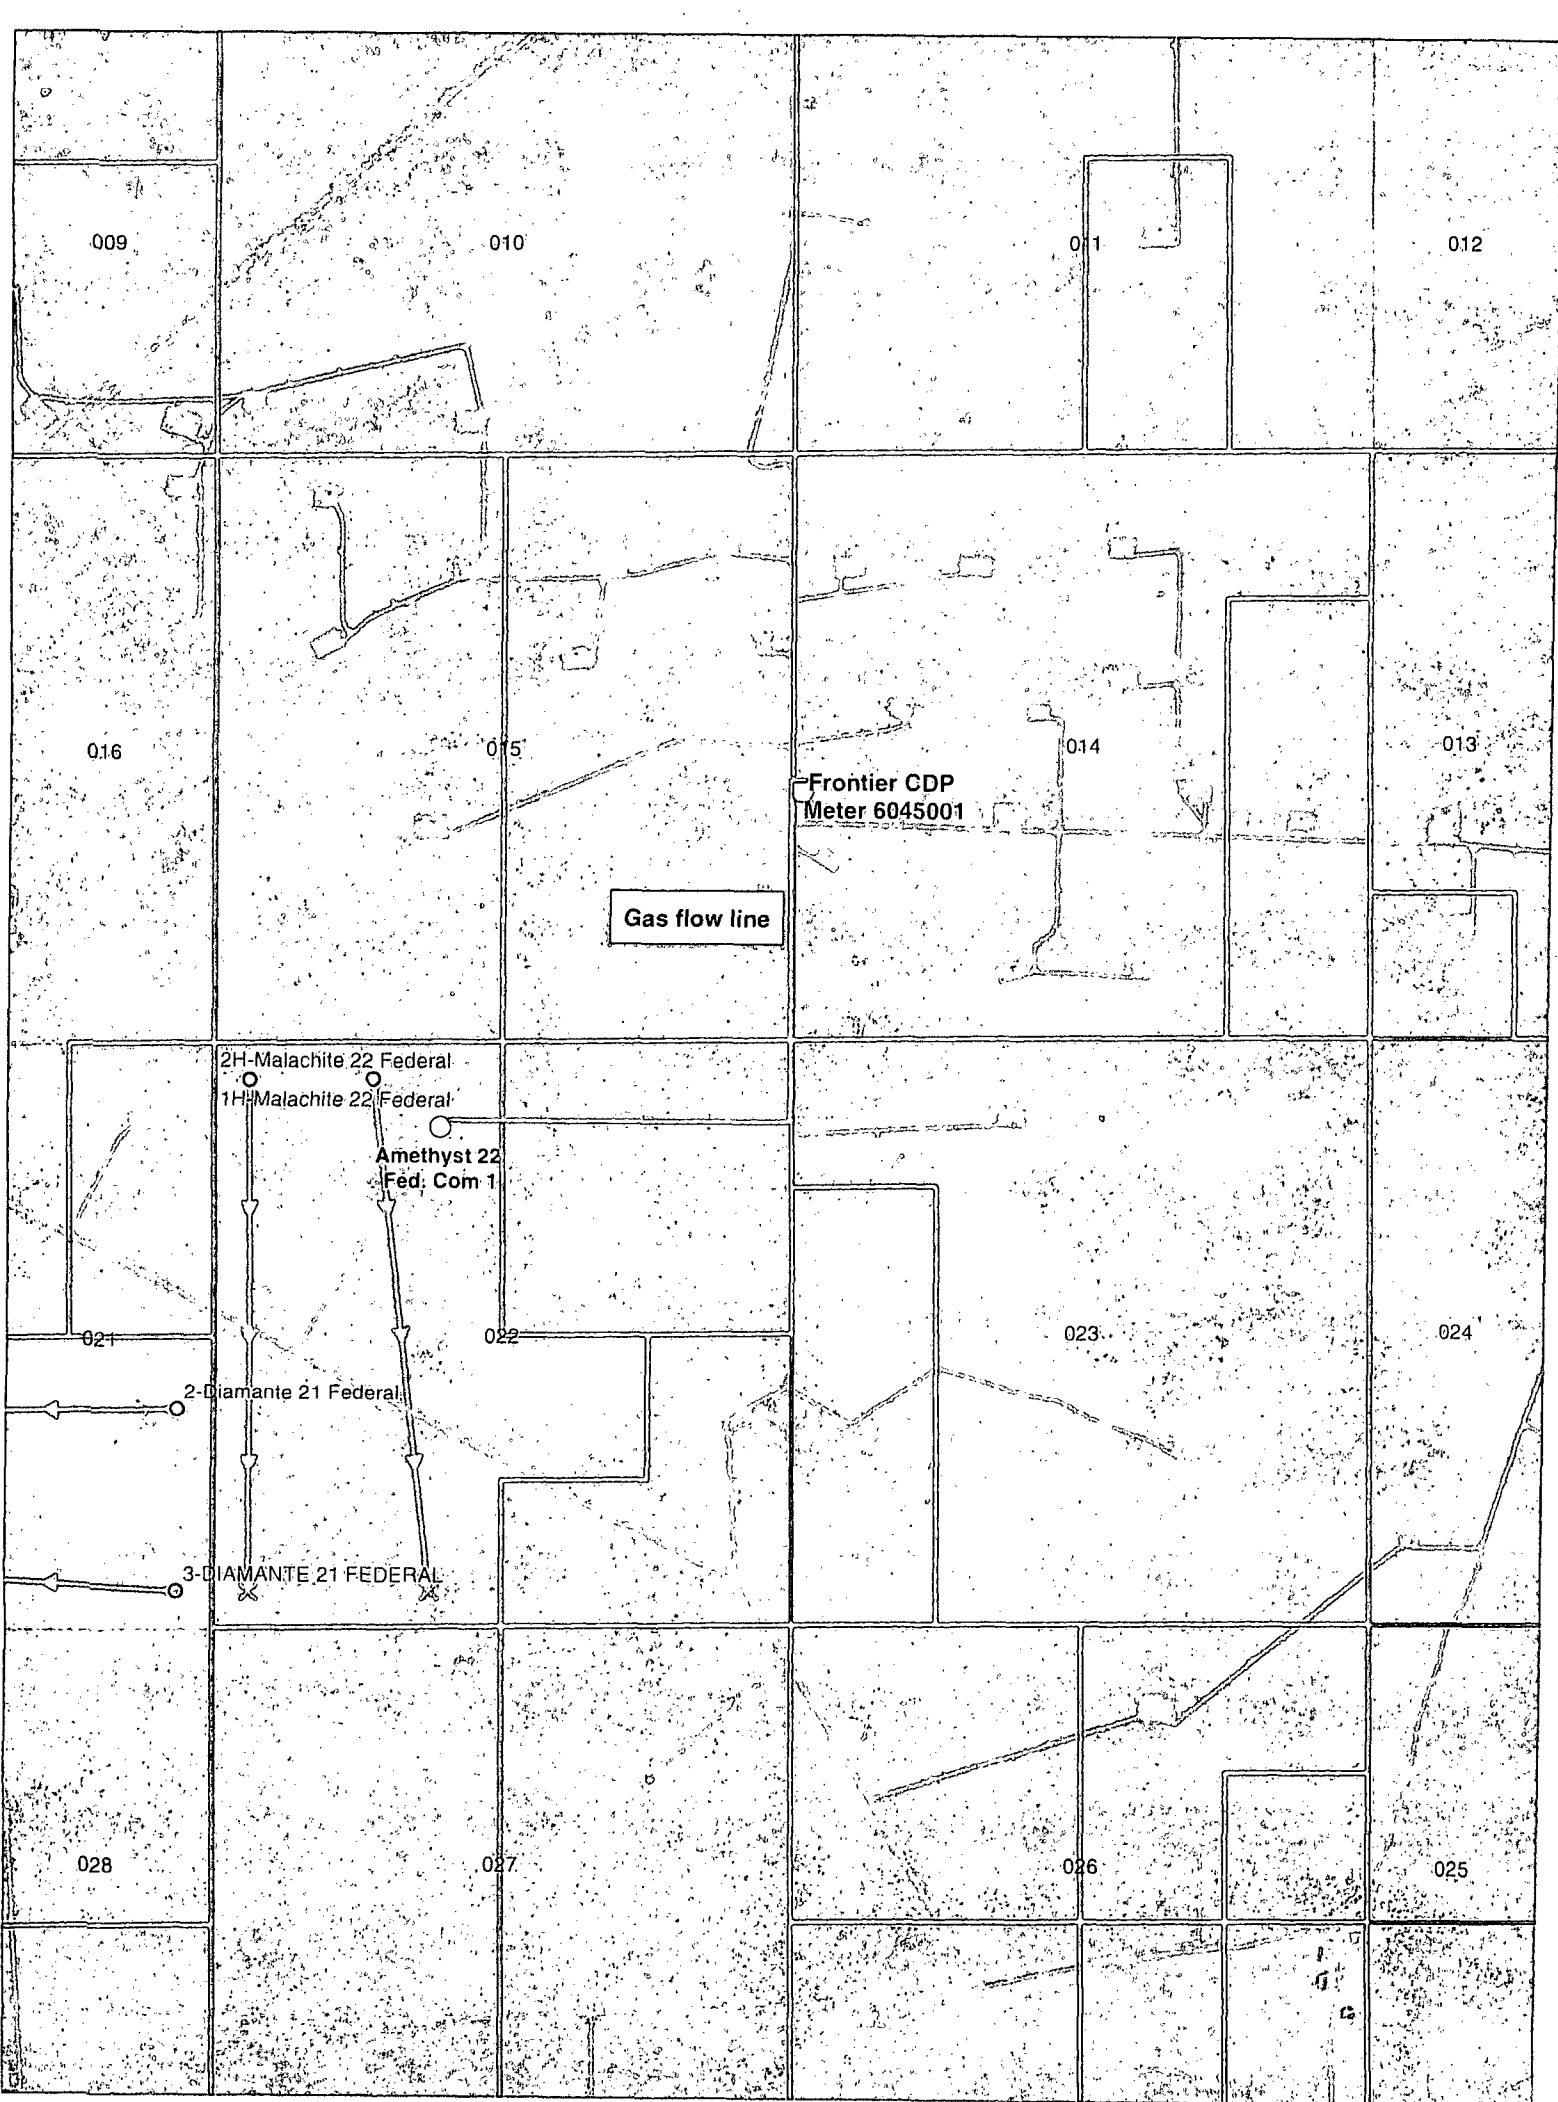 009
010
011
012
016
015
014
013
Frontier CDP
Meter 6045001
Gas flow line
2H-Malachite 22 Federal
1H-Malachite 22 Federal
Amethyst 22
Fed. Com 1
021
022
023
024
2-Diamante 21 Federal
3-DIAMANTE 21 FEDERAL
028
027
026
025